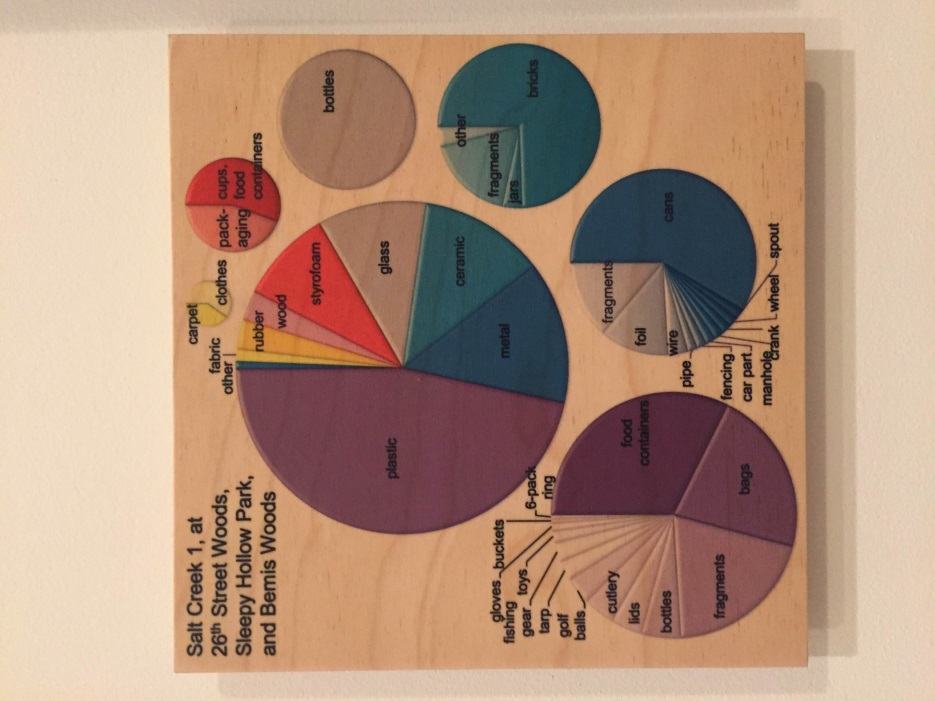 Salt Creek 1, at
26th Street Woods,
Sleepy Hollow Park,
and Bemis Woods
other
fabric
carpet
clothes
pack-
aging
cups,
food
containers
rubber
wood
styrofoam
glass
ceramic
metal
plastic
bottles
other
fragments
jars
bricks
gloves
buckets
6-pack
ring
fishing
gear
toys
tarp
golf
balls
cutlery
lids
bottles
fragments
bags
food
containers
fragments
foil
wire
pipe
fencing
car part
manhole
crank
wheel
spout
cans